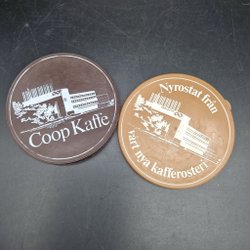 Coop Kaffe
Nyrostat från
vårt nya kafferosteri